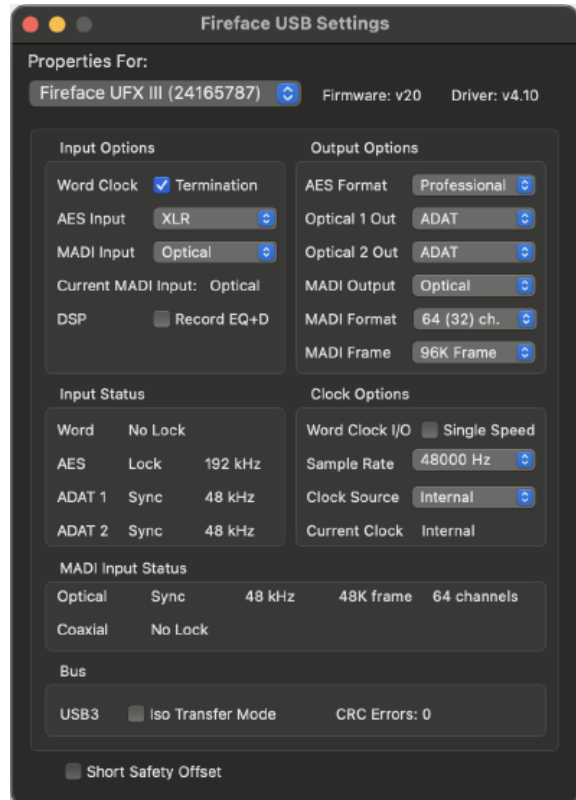 Fireface USB Settings
Properties For:
Fireface UFX III (24165787) Firmware: v20 Driver: v4.10
Input Options
Word Clock Termination
AES Input XLR
MADI Input Optical
Current MADI Input: Optical
DSP Record EQ+D
Output Options
AES Format Professional
Optical 1 Out ADAT
Optical 2 Out ADAT
MADI Output Optical
MADI Format 64 (32) ch.
MADI Frame 96K Frame
Input Status
Word No Lock
AES Lock 192 kHz
ADAT 1 Sync 48 kHz
ADAT 2 Sync 48 kHz
Clock Options
Word Clock I/O Single Speed
Sample Rate 48000 Hz
Clock Source Internal
Current Clock Internal
MADI Input Status
Optical Sync 48 kHz 48K frame 64 channels
Coaxial No Lock
Bus
USB3 Iso Transfer Mode CRC Errors: 0
Short Safety Offset